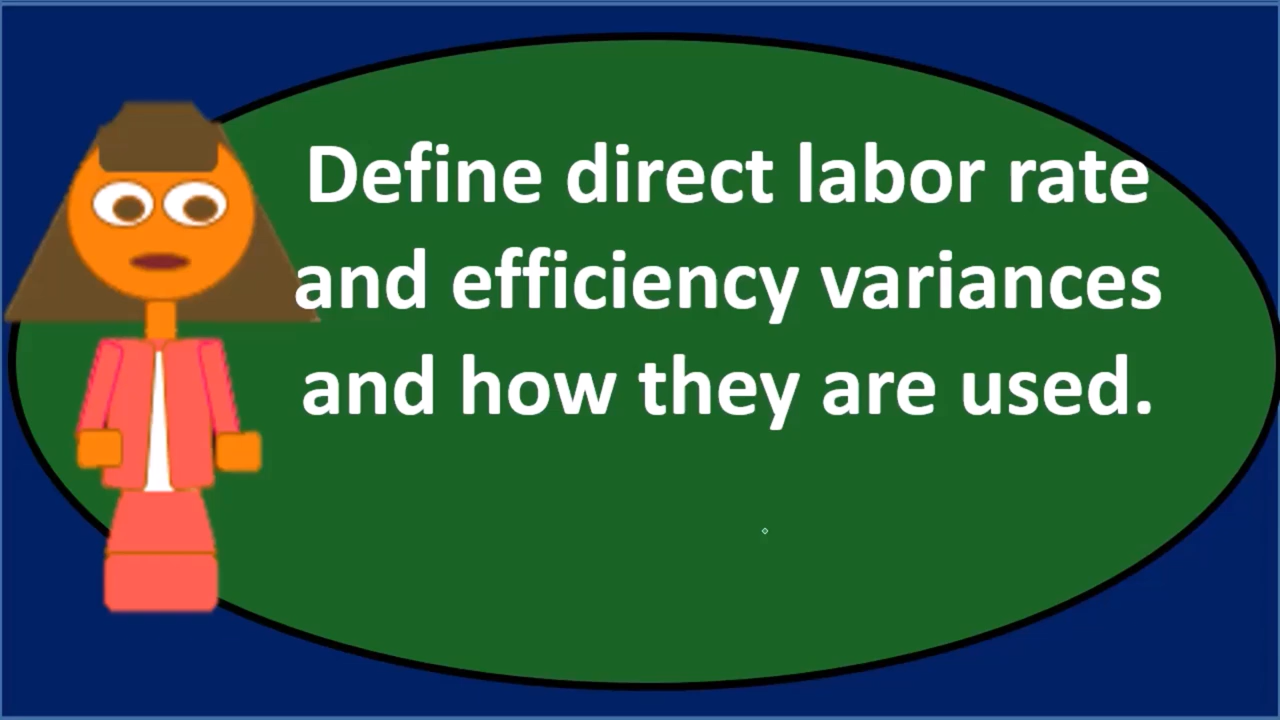 Define direct labor rate
and efficiency variances
and how they are used.